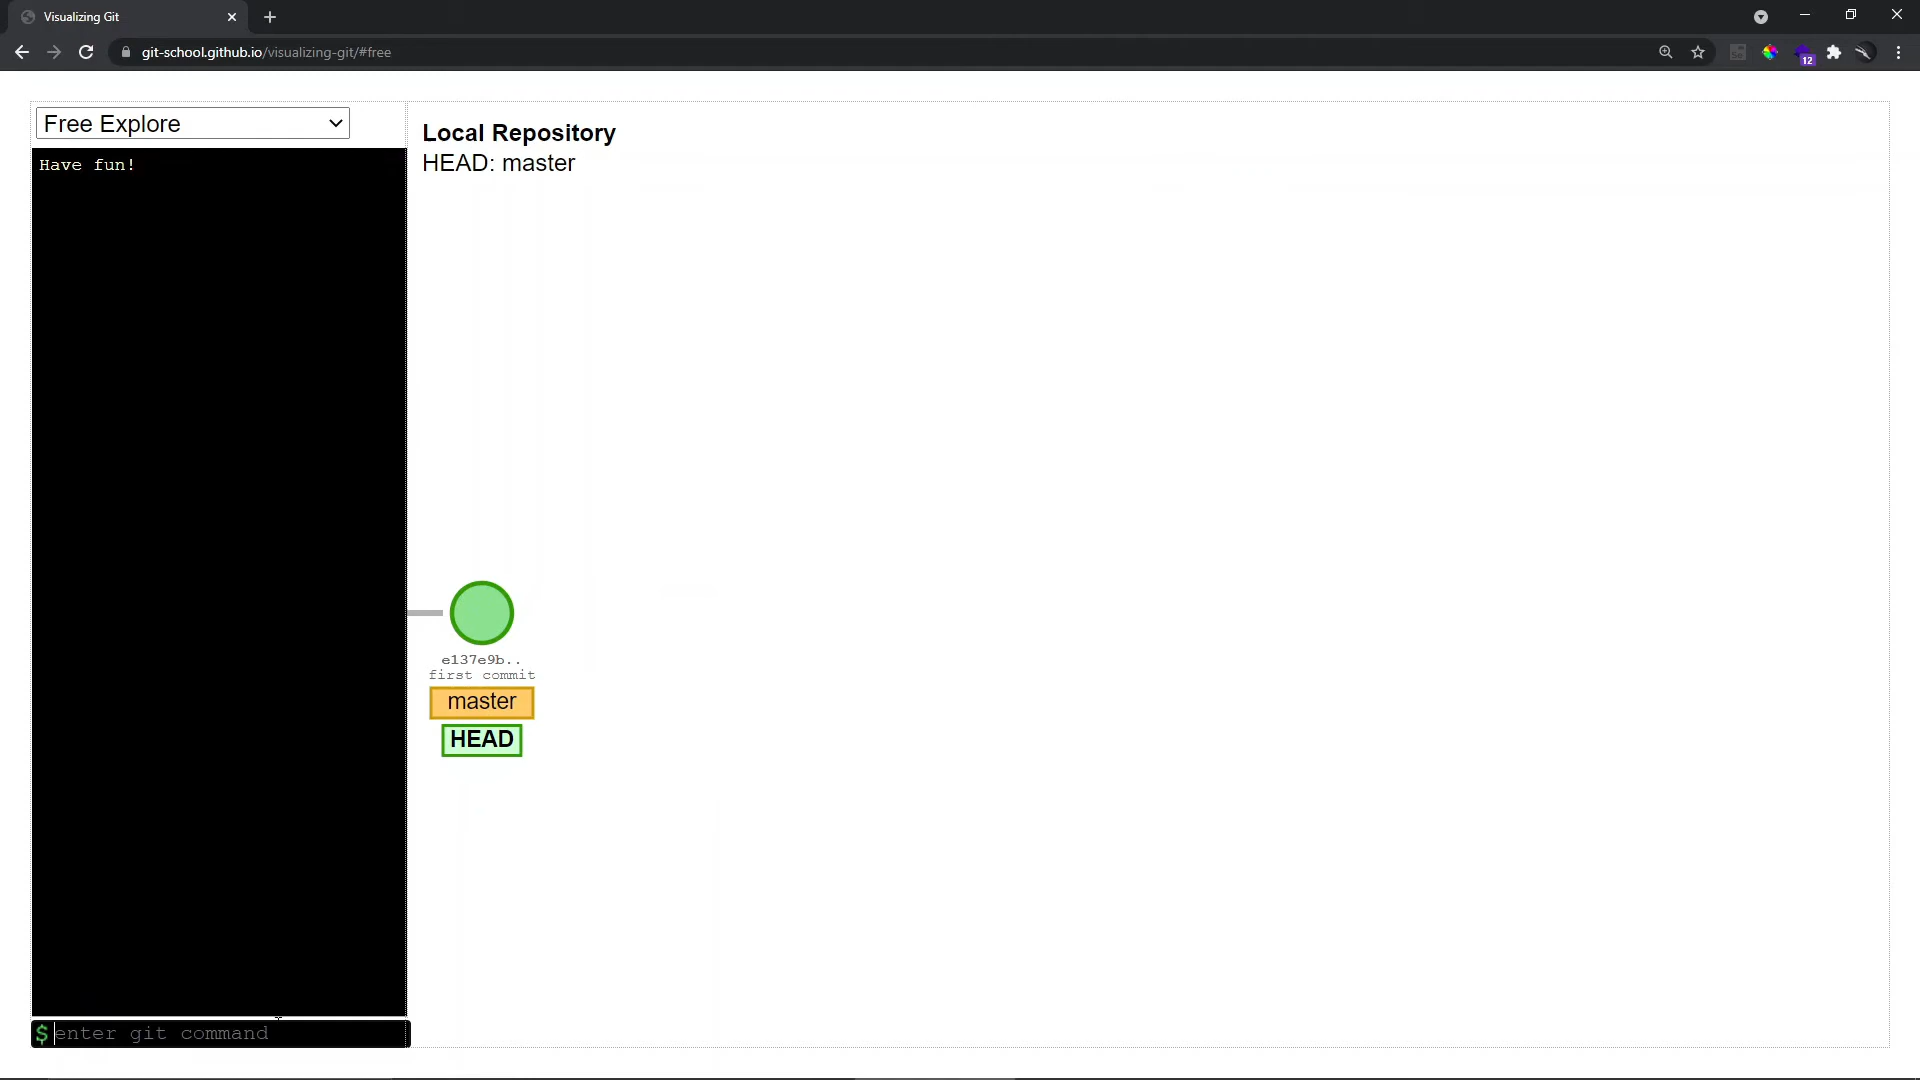 Visualizing Git
git-school.github.io/visualizing-git/#free
12
Free Explore
Have fun!
Local Repository
HEAD: master
e137e9b..
first commit
master
HEAD
$enter git command